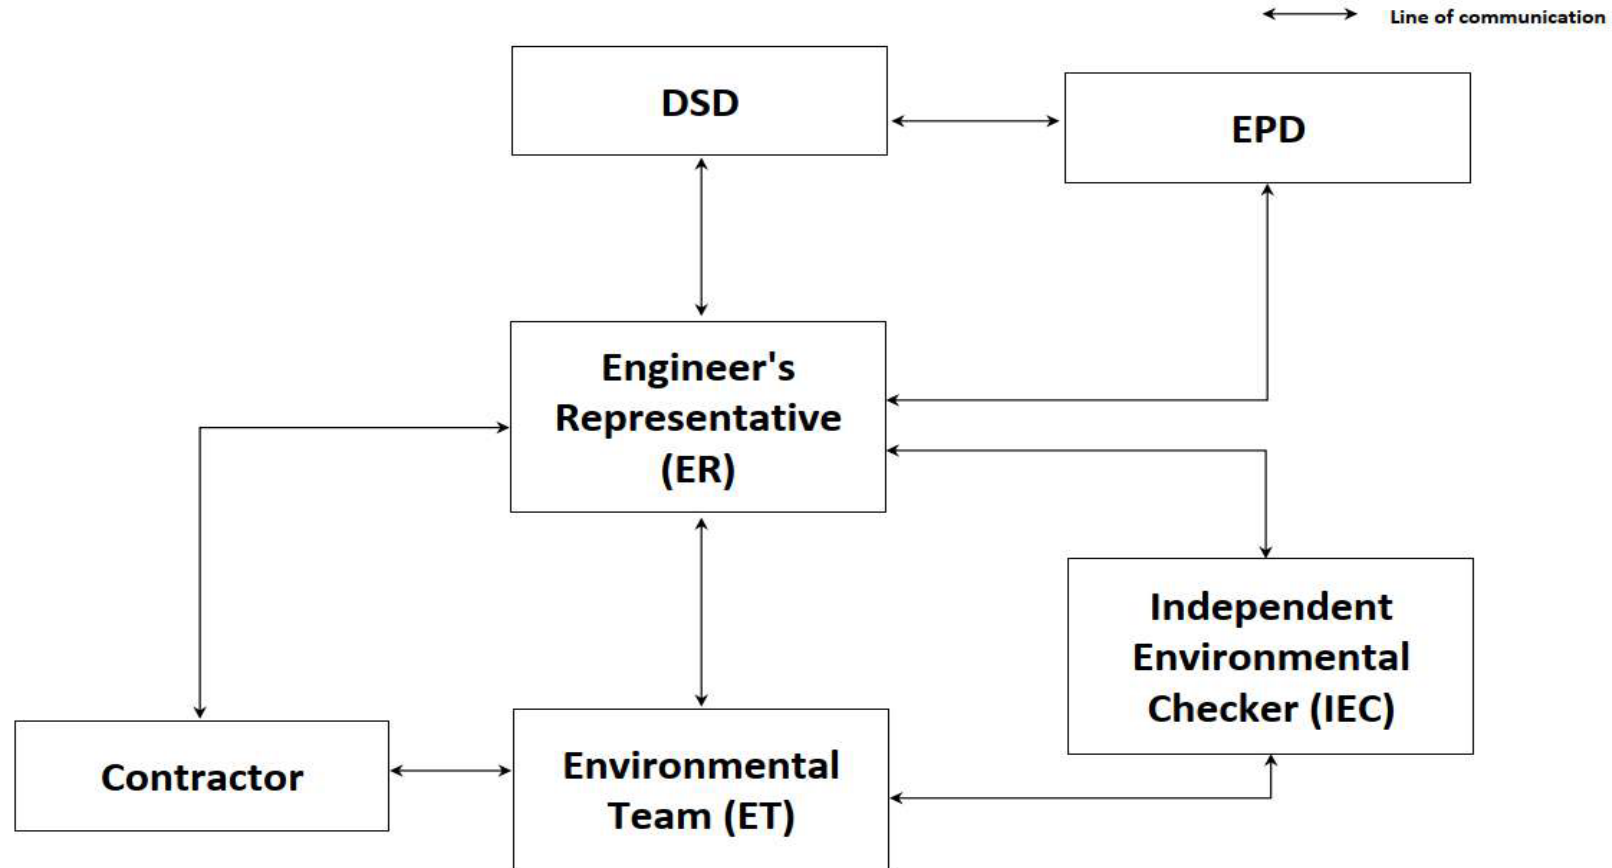 Line of communication
DSD
EPD
Engineer's
Representative
(ER)
Independent
Environmental
Checker (IEC)
Contractor
Environmental
Team (ET)